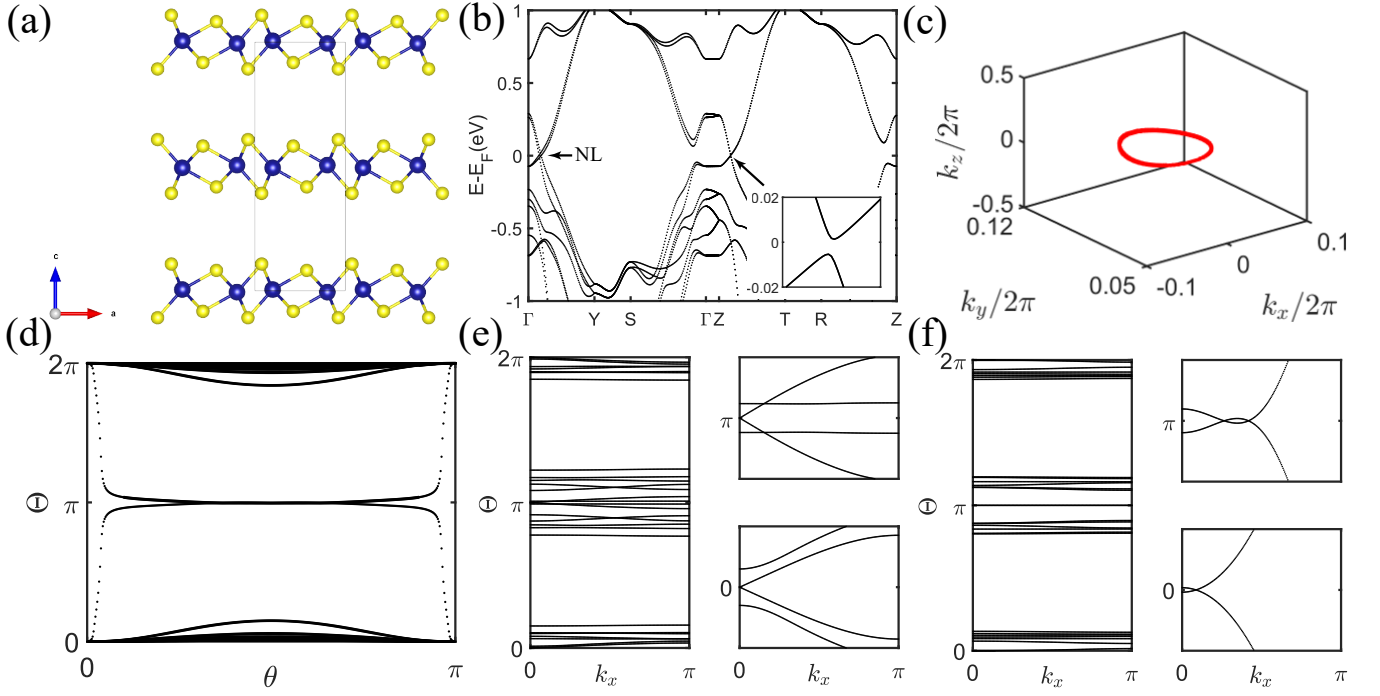 (a)
c
a
(b)
E-E_F(eV)
1
0.5
0
-0.5
-1
NL
0.02
0
-0.02
Γ Y S Γ Z T R Z
(c)
0.5
0
-0.5
k_z/2π
0.12
0.05
k_y/2π
-0.1
0
0.1
k_x/2π
(d)
2π
π
0
Θ
0 θ π
(e)
2π
π
0
Θ
0 k_x π
π
0
0 k_x π
(f)
2π
π
0
Θ
0 k_x π
π
0
0 k_x π